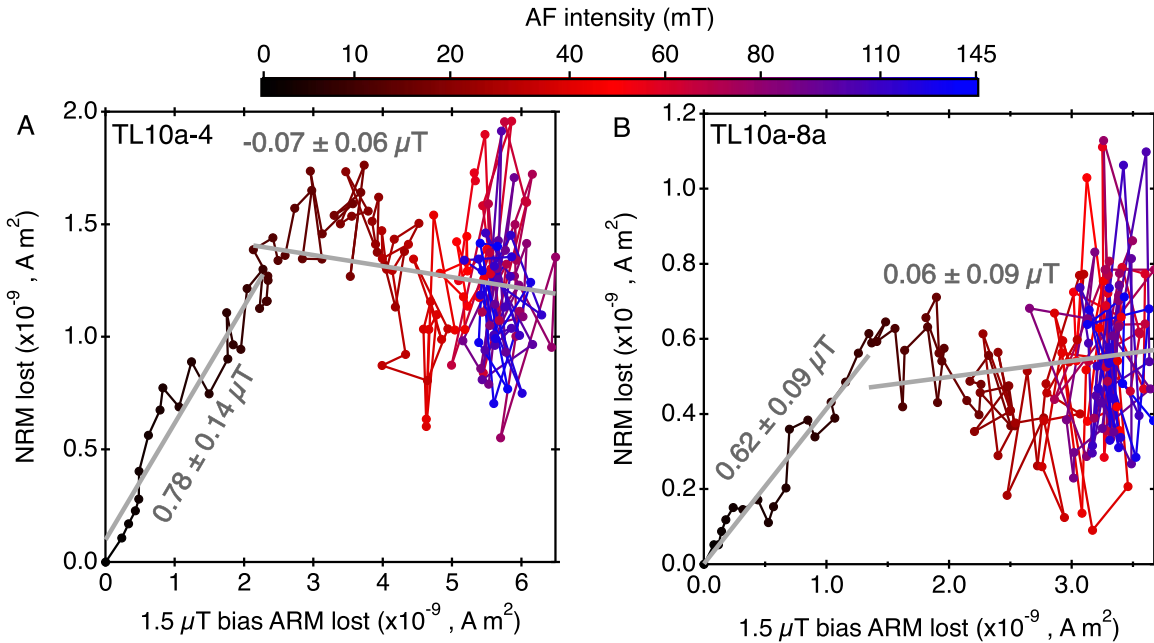 AF intensity (mT)
0 10 20 40 60 80 110 145
A
TL10a-4
-0.07 ± 0.06 µT
0.78 ± 0.14 µT
NRM lost (x10⁻⁹ , A m²)
2.0
1.5
1.0
0.5
0.0
0 1 2 3 4 5 6
1.5 µT bias ARM lost (x10⁻⁹ , A m²)
B
TL10a-8a
0.06 ± 0.09 µT
0.62 ± 0.09 µT
NRM lost (x10⁻⁹ , A m²)
1.2
1.0
0.8
0.6
0.4
0.2
0.0
0.0 1.0 2.0 3.0
1.5 µT bias ARM lost (x10⁻⁹ , A m²)